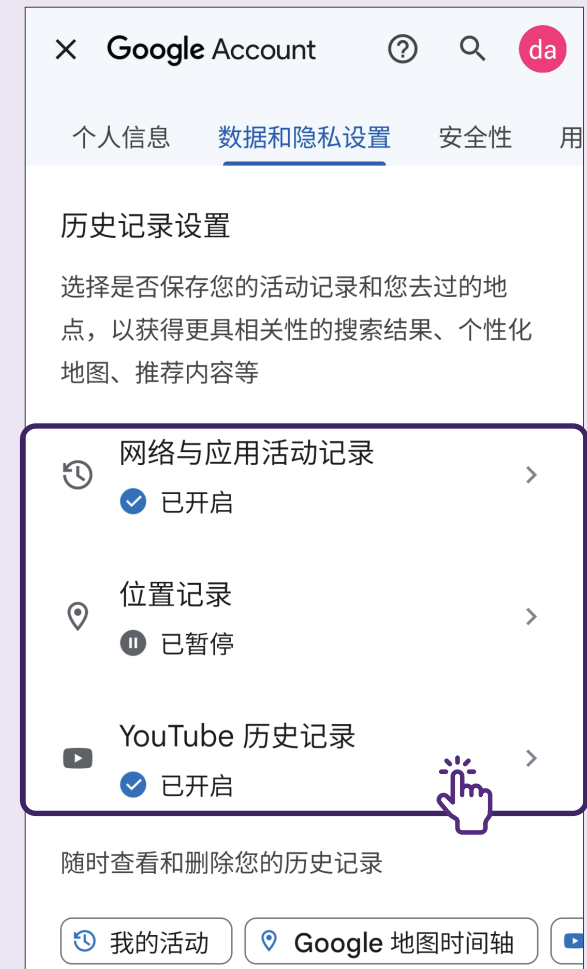 Google Account
da
个人信息 数据和隐私设置 安全性 用
历史记录设置
选择是否保存您的活动记录和您去过的地
点，以获得更具相关性的搜索结果、个性化
地图、推荐内容等
网络与应用活动记录
已开启
位置记录
已暂停
YouTube 历史记录
已开启
随时查看和删除您的历史记录
我的活动 Google 地图时间轴